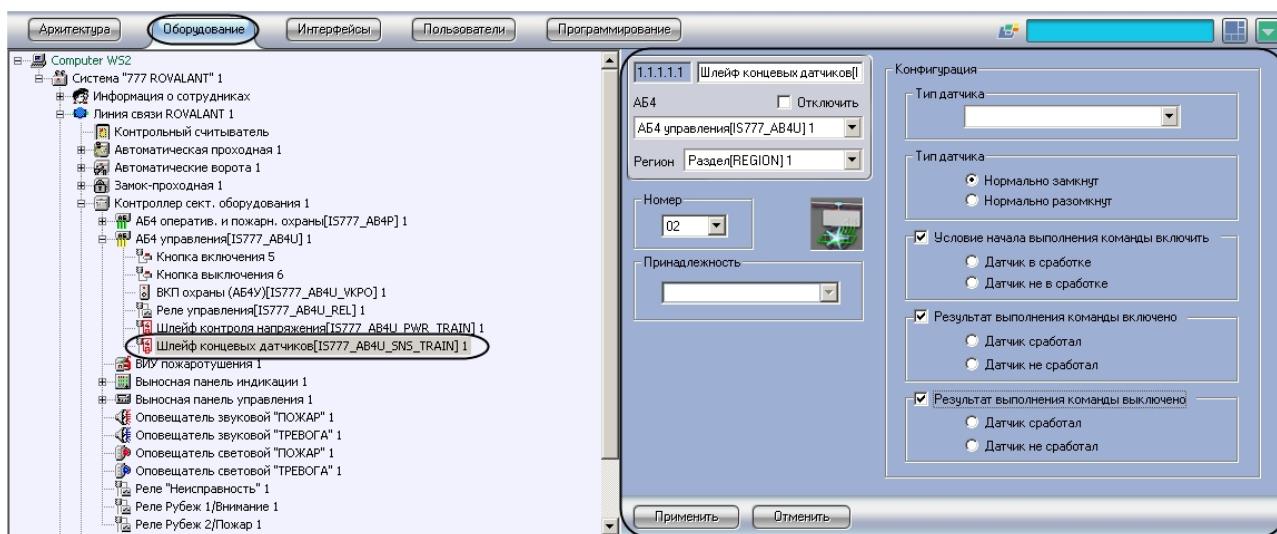 Архитектура Оборудование Интерфейсы Пользователи Программирование
Computer WS2
Система "777 ROVALANT" 1
Информация о сотрудниках
Линия связи ROVALANT 1
Контрольный считыватель
Автоматическая проходная 1
Автоматические ворота 1
Замок-проходная 1
Контроллер сект. оборудования 1
АБ4 оператив. и пожарн. охраны[IS777_AB4P] 1
АБ4 управления[IS777_AB4U] 1
Кнопка включения 5
Кнопка выключения 6
ВКП охраны (АБ4У)[IS777_AB4U_VKPO] 1
Реле управления[IS777_AB4U_REL] 1
Шлейф контроля напряжения[IS777_AB4U_PWR_TRAIN] 1
Шлейф концевых датчиков[IS777_AB4U_SNS_TRAIN] 1
ВИУ пожаротушения 1
Выносная панель индикации 1
Выносная панель управления 1
Оповещатель звуковой "ПОЖАР" 1
Оповещатель звуковой "ТРЕВОГА" 1
Оповещатель световой "ПОЖАР" 1
Оповещатель световой "ТРЕВОГА" 1
Реле "Неисправность" 1
Реле Рубеж 1/Внимание 1
Реле Рубеж 2/Пожар 1
1.1.1.1.1 Шлейф концевых датчиков[I
АБ4 Отключить
АБ4 управления[IS777_AB4U] 1
Регион Раздел[REGION] 1
Номер
02
Принадлежность
Конфигурация
Тип датчика
Тип датчика
Нормально замкнут
Нормально разомкнут
Условие начала выполнения команды включить
Датчик в сработке
Датчик не в сработке
Результат выполнения команды включено
Датчик сработал
Датчик не сработал
Результат выполнения команды выключено
Датчик сработал
Датчик не сработал
Применить Отменить